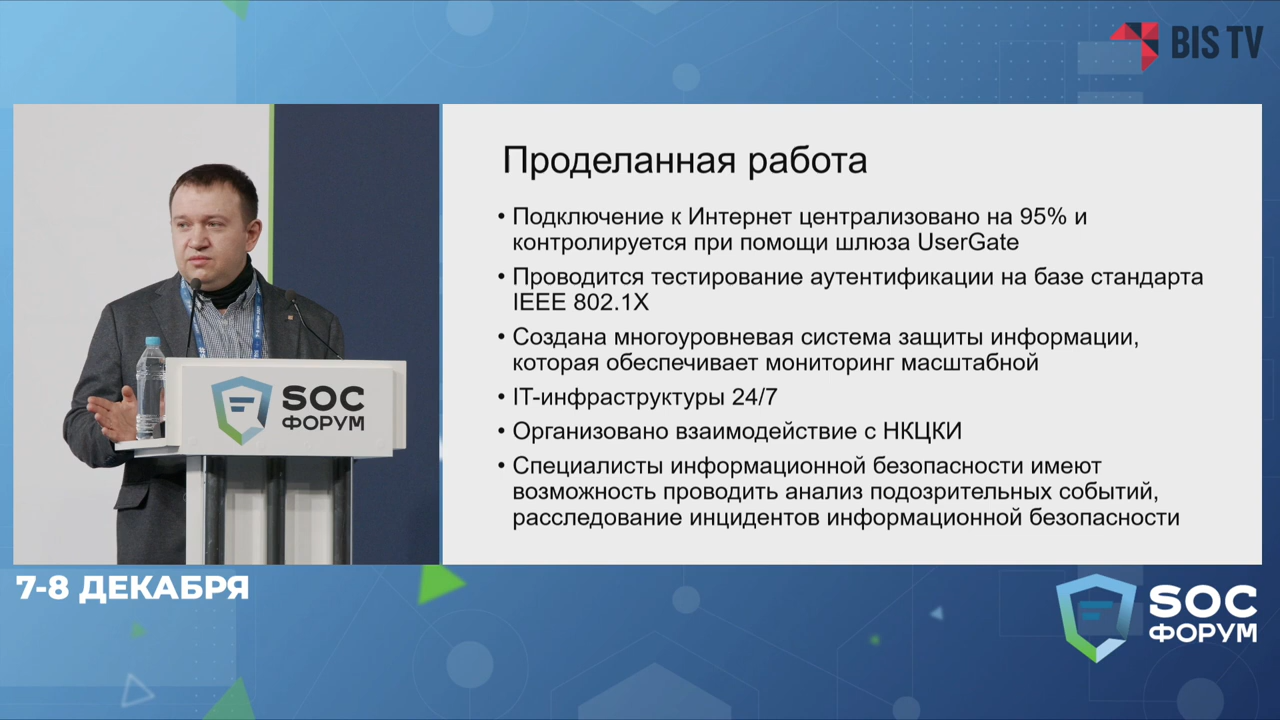 BIS TV
Проделанная работа
• Подключение к Интернет централизовано на 95% и
контролируется при помощи шлюза UserGate
• Проводится тестирование аутентификации на базе стандарта
IEEE 802.1X
• Создана многоуровневая система защиты информации,
которая обеспечивает мониторинг масштабной
• IT-инфраструктуры 24/7
• Организовано взаимодействие с НКЦКИ
• Специалисты информационной безопасности имеют
возможность проводить анализ подозрительных событий,
расследование инцидентов информационной безопасности
SOC
ФОРУМ
7-8 ДЕКАБРЯ
SOC
ФОРУМ